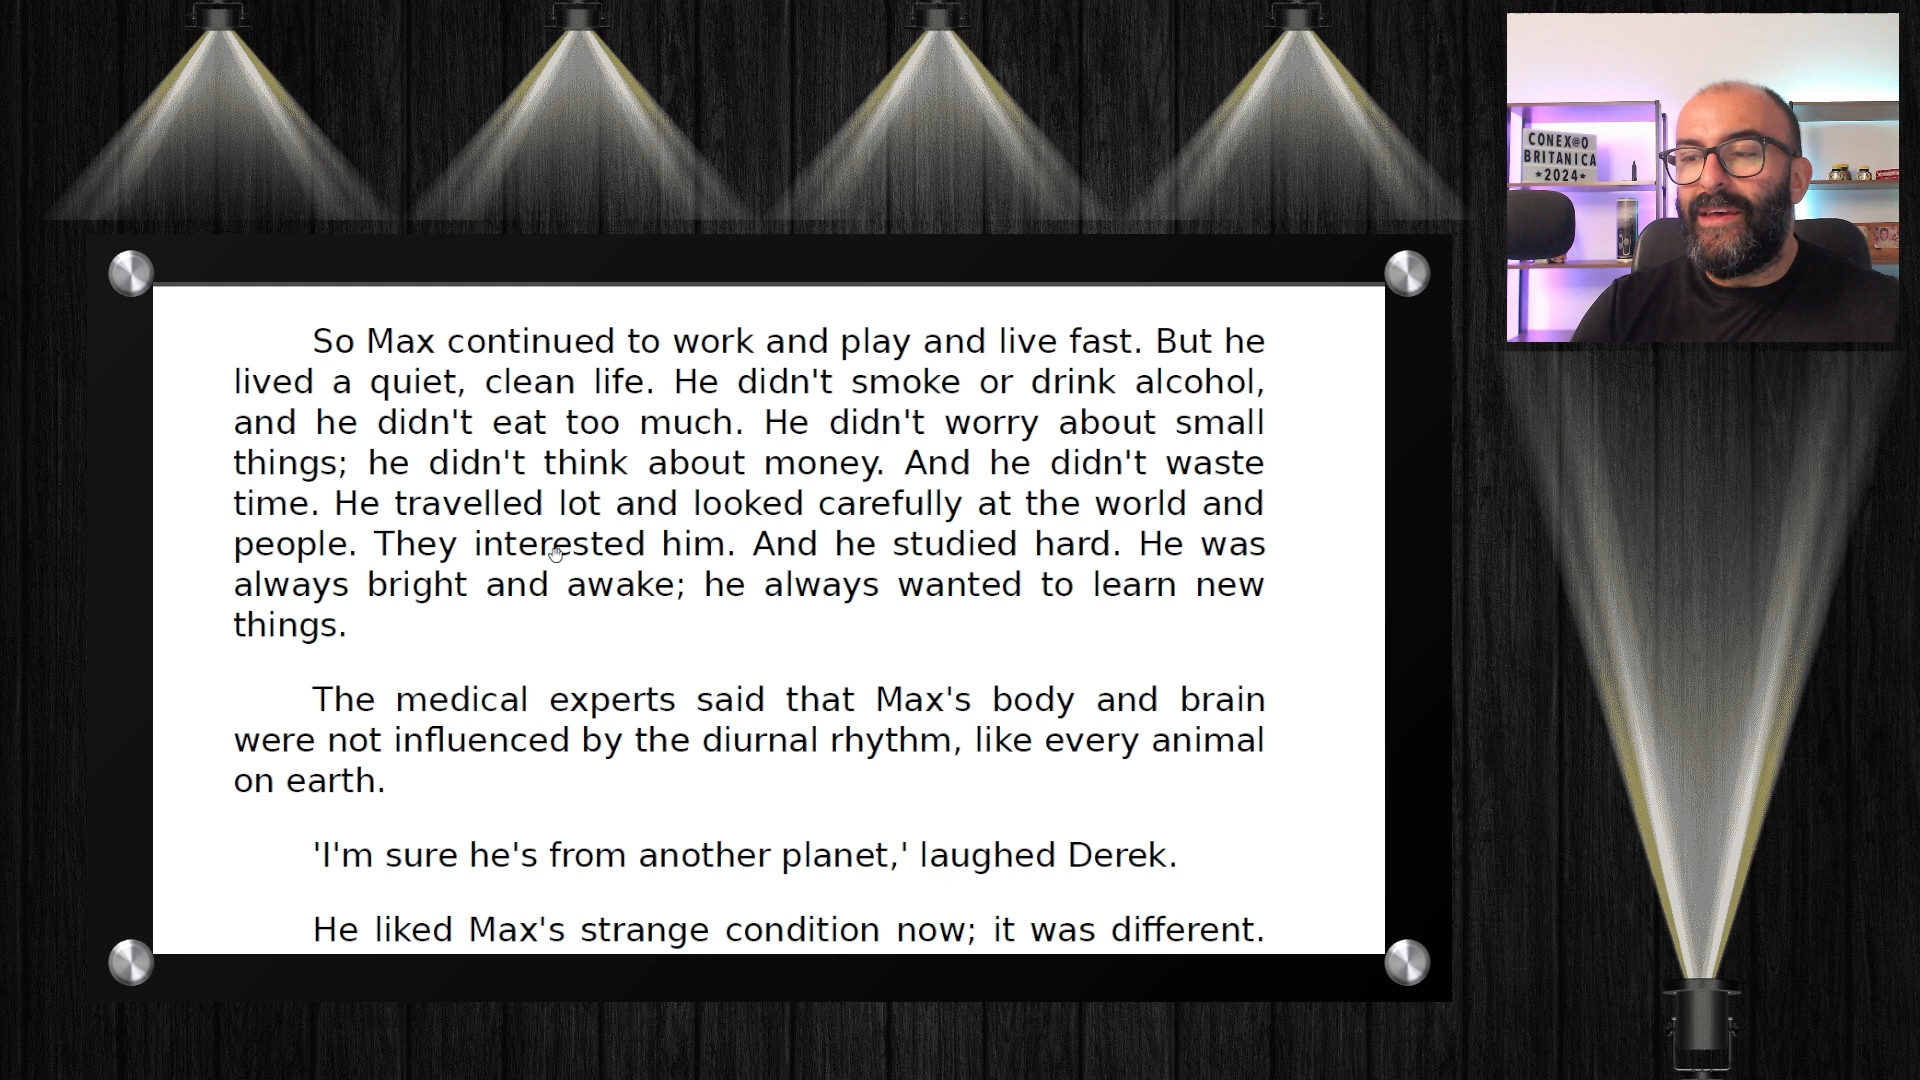 CONEX@O
BRITANICA
★2024★
So Max continued to work and play and live fast. But he
lived a quiet, clean life. He didn't smoke or drink alcohol,
and he didn't eat too much. He didn't worry about small
things; he didn't think about money. And he didn't waste
time. He travelled lot and looked carefully at the world and
people. They interested him. And he studied hard. He was
always bright and awake; he always wanted to learn new
things.
The medical experts said that Max's body and brain
were not influenced by the diurnal rhythm, like every animal
on earth.
'I'm sure he's from another planet,' laughed Derek.
He liked Max's strange condition now; it was different.